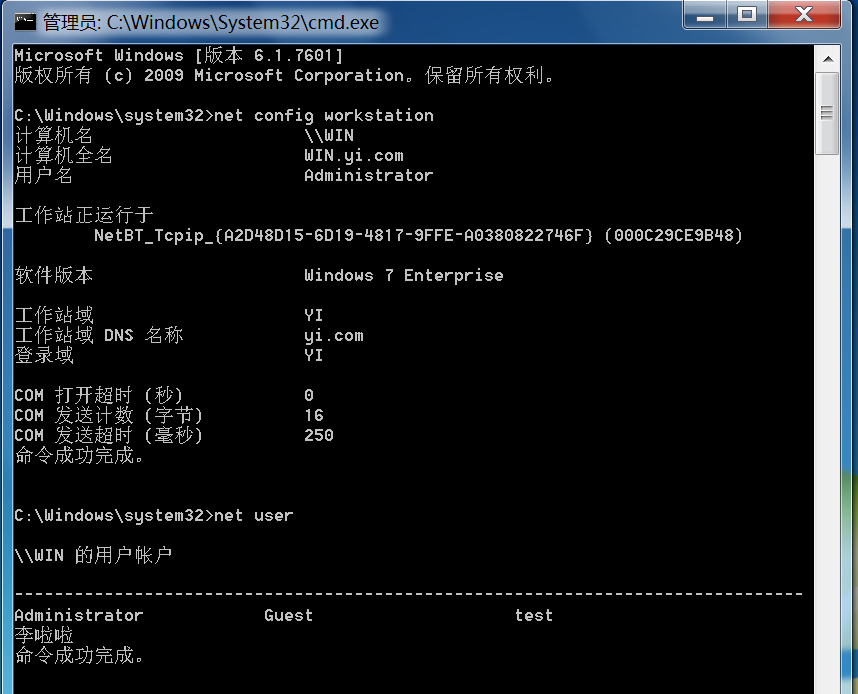 管理员: C:\Windows\System32\cmd.exe
Microsoft Windows [版本 6.1.7601]
版权所有 (c) 2009 Microsoft Corporation。保留所有权利。
C:\Windows\system32>net config workstation
计算机名 \\WIN
计算机全名 WIN.yi.com
用户名 Administrator
工作站正运行于
NetBT_Tcpip_{A2D48D15-6D19-4817-9FFE-A0380822746F} (000C29CE9B48)
软件版本 Windows 7 Enterprise
工作站域 YI
工作站域 DNS 名称 yi.com
登录域 YI
COM 打开超时 (秒) 0
COM 发送计数 (字节) 16
COM 发送超时 (毫秒) 250
命令成功完成。
C:\Windows\system32>net user
\\WIN 的用户帐户
-------------------------------------------------------------------------------
Administrator Guest test
李啦啦
命令成功完成。